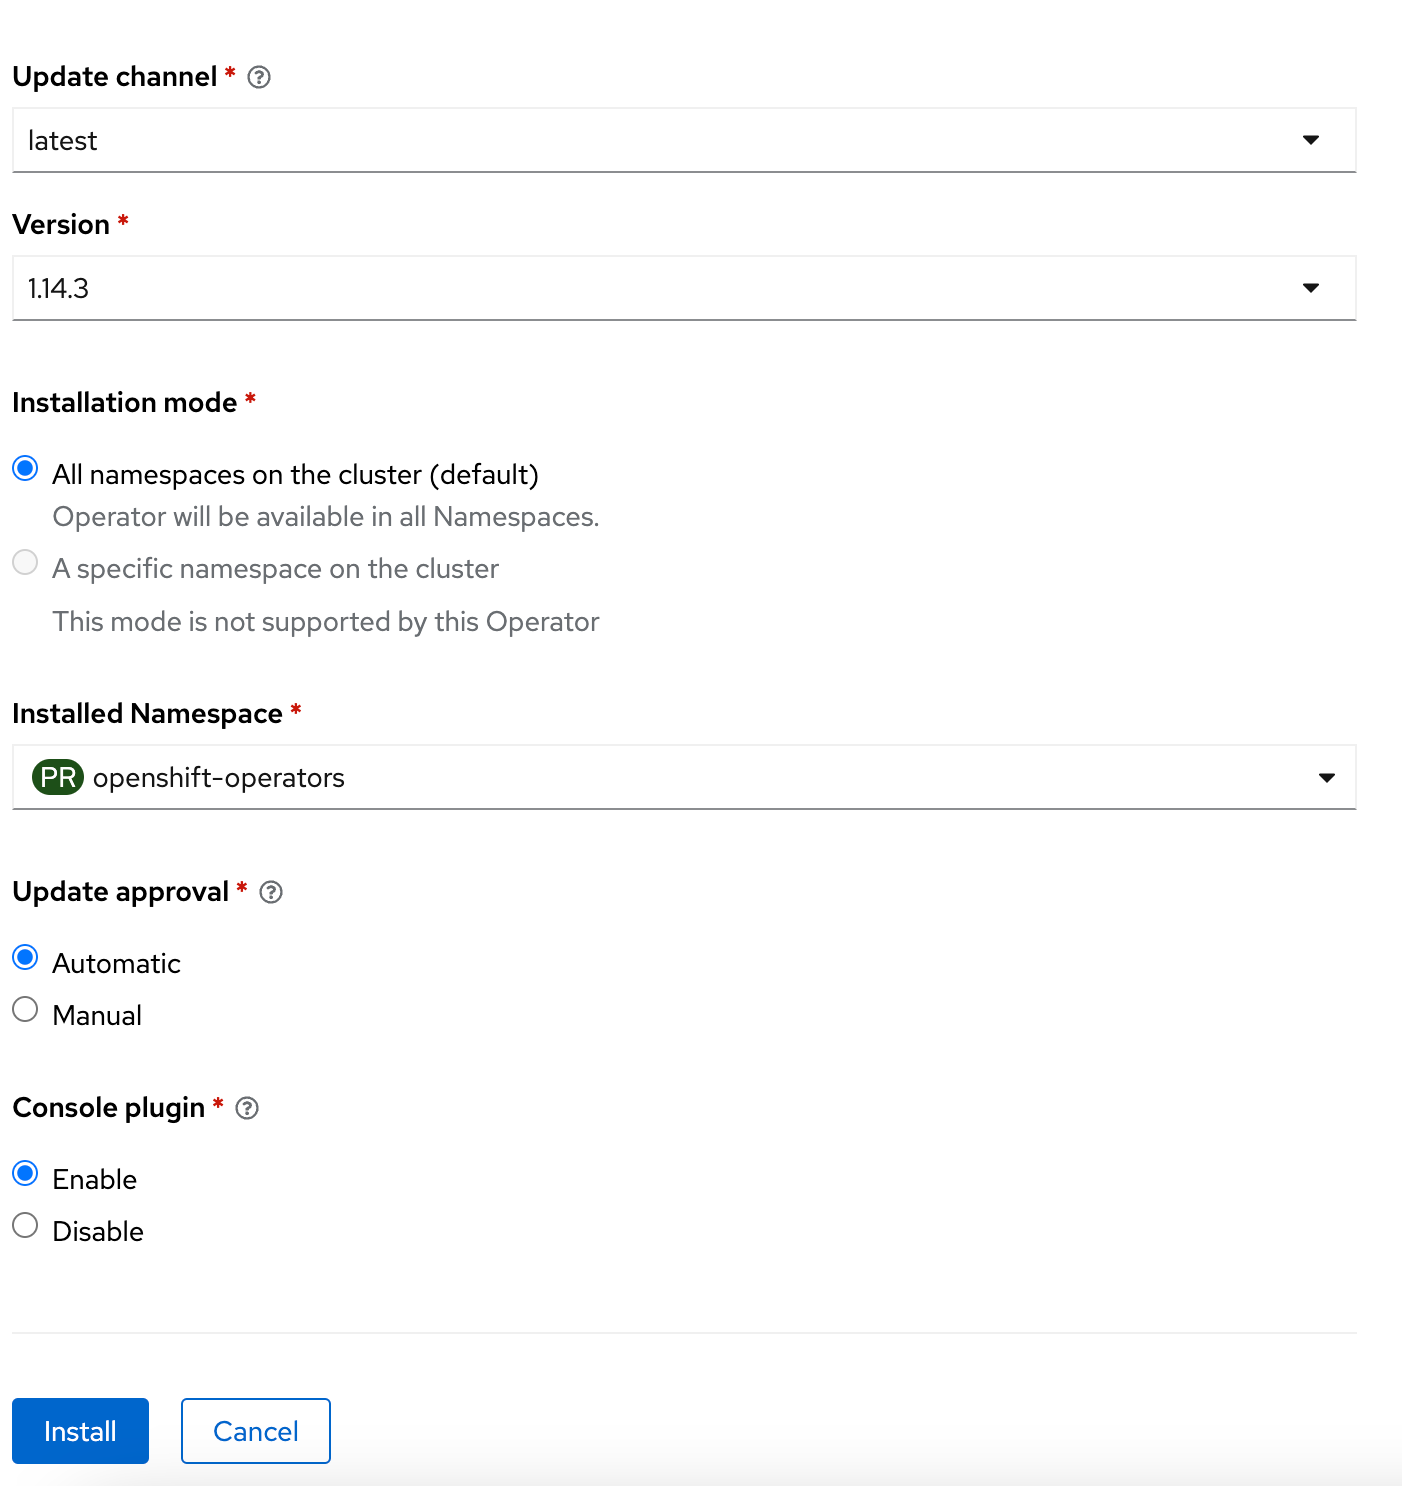 Update channel *
latest
Version *
1.14.3
Installation mode *
All namespaces on the cluster (default)
Operator will be available in all Namespaces.
A specific namespace on the cluster
This mode is not supported by this Operator
Installed Namespace *
PR openshift-operators
Update approval *
Automatic
Manual
Console plugin *
Enable
Disable
Install Cancel